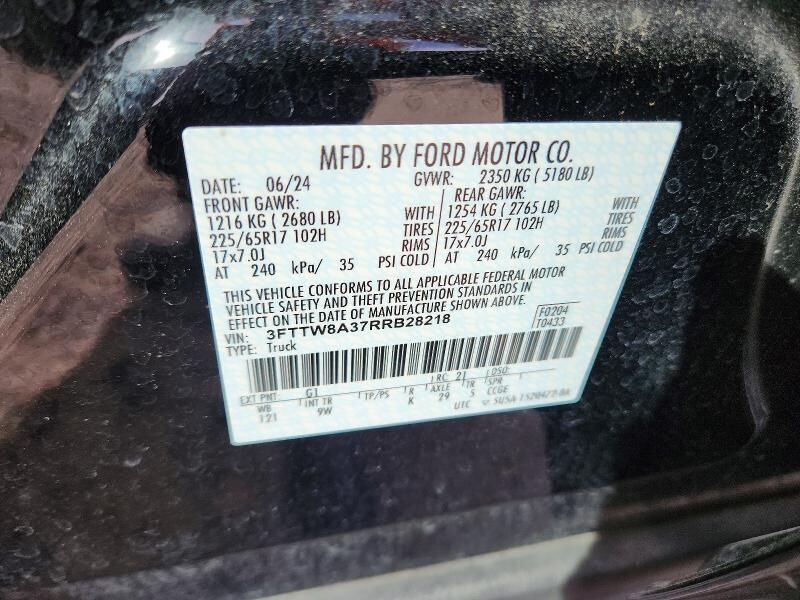 MFD. BY FORD MOTOR CO.
DATE: 06/24 GVWR: 2350 KG ( 5180 LB)
FRONT GAWR: REAR GAWR:
1216 KG ( 2680 LB) WITH 1254 KG ( 2765 LB) WITH
225/65R17 102H TIRES 225/65R17 102H TIRES
17x7.0J RIMS 17x7.0J RIMS
AT 240 kPa/ 35 PSI COLD AT 240 kPa/ 35 PSI COLD
THIS VEHICLE CONFORMS TO ALL APPLICABLE FEDERAL MOTOR
VEHICLE SAFETY AND THEFT PREVENTION STANDARDS IN
EFFECT ON THE DATE OF MANUFACTURE SHOWN ABOVE.
VIN: 3FTTW8A37RRB28218 F0204
TYPE: Truck T0433
RC: 21 DSO:
EXT PNT: G1
WB INT TR TP/PS R AXLE TR SPR
121 9W K 29 5 CCGE
UTC